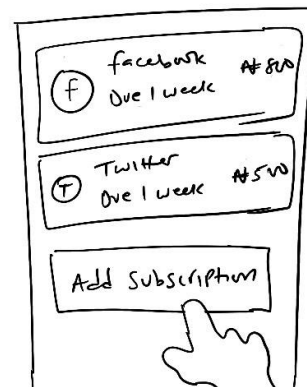 f
facebook
Due 1 week
₦800
T
Twitter
Due 1 week
₦500
Add Subscription